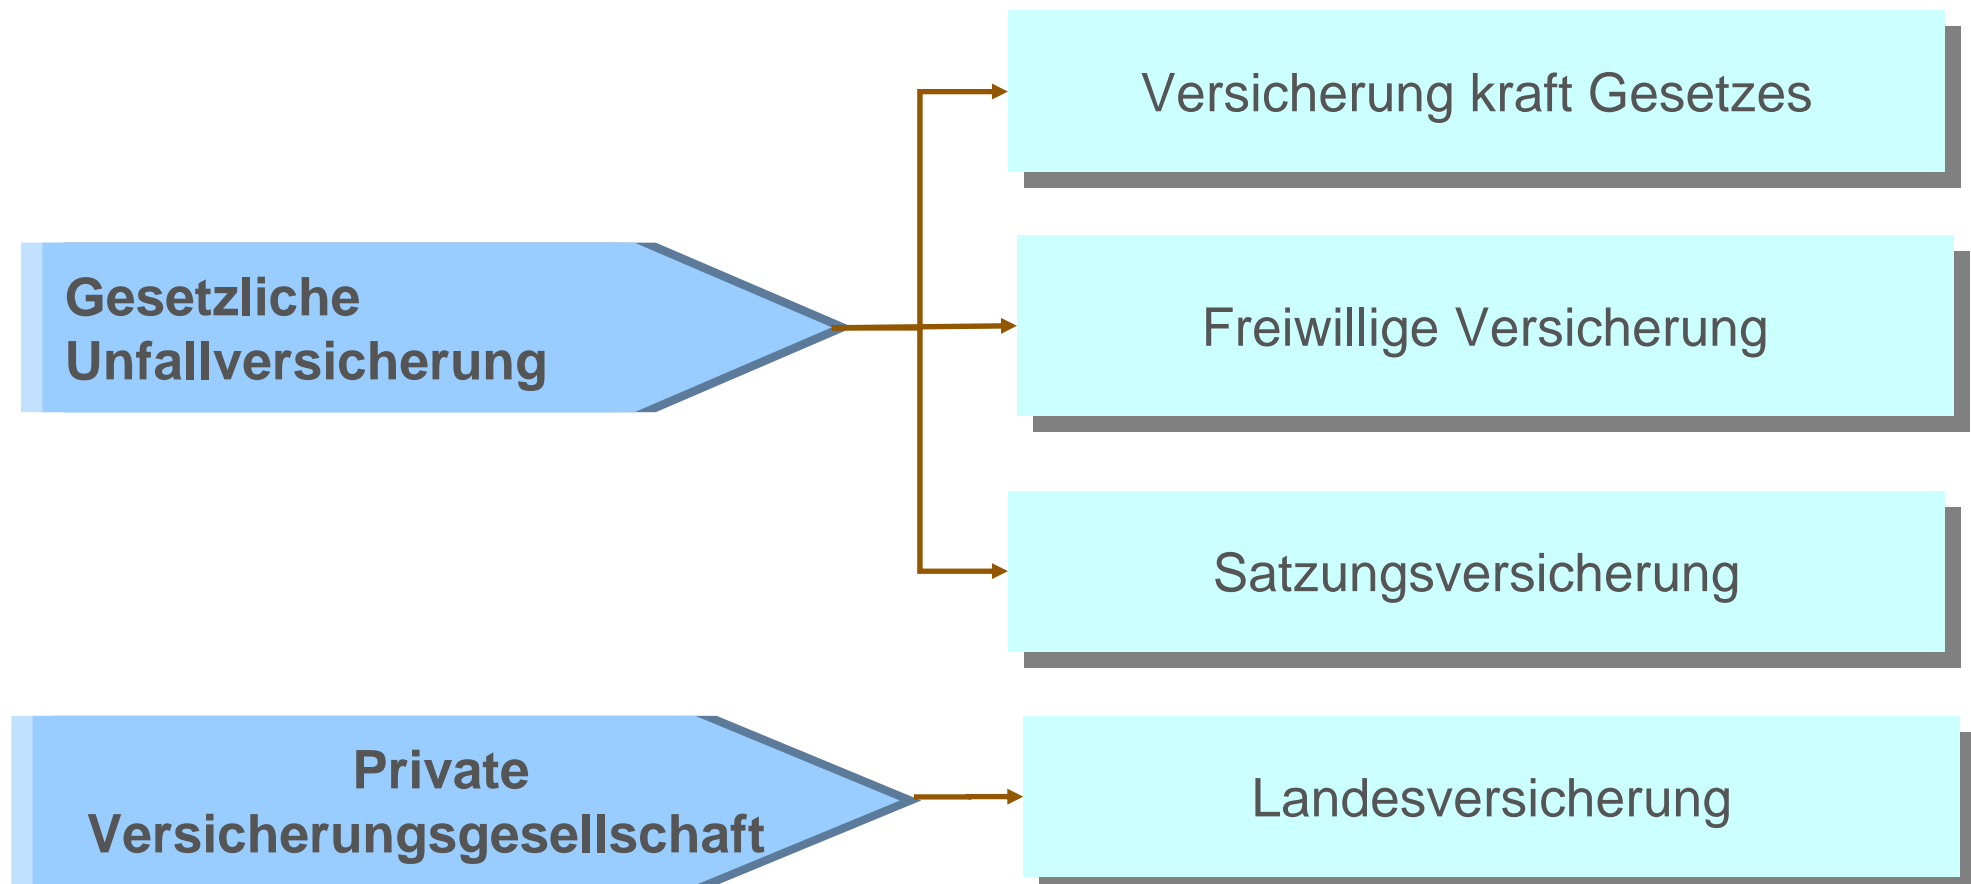 Versicherung kraft Gesetzes
Gesetzliche
Unfallversicherung
Freiwillige Versicherung
Satzungsversicherung
Private
Versicherungsgesellschaft
Landesversicherung